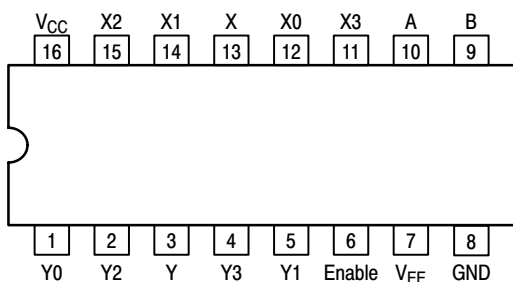 VCC X2 X1 X X0 X3 A B
16 15 14 13 12 11 10 9
1 2 3 4 5 6 7 8
Y0 Y2 Y Y3 Y1 Enable VEE GND